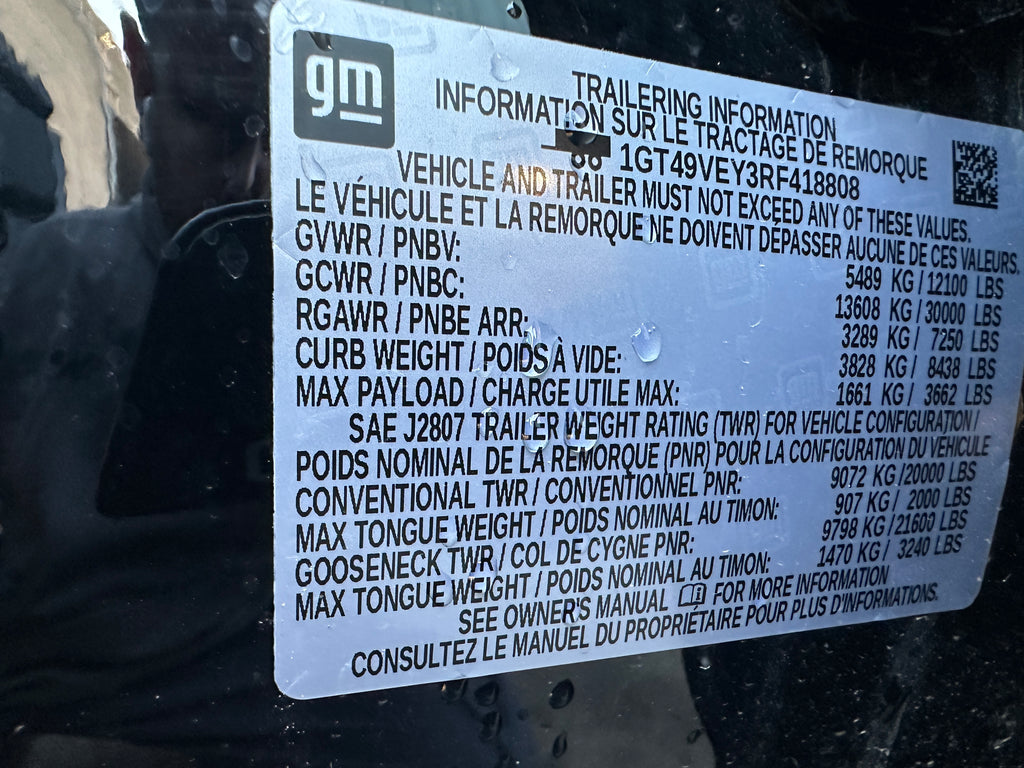 gm
TRAILERING INFORMATION
INFORMATION SUR LE TRACTAGE DE REMORQUE
1GT49VEY3RF418808
VEHICLE AND TRAILER MUST NOT EXCEED ANY OF THESE VALUES.
LE VÉHICULE ET LA REMORQUE NE DOIVENT DÉPASSER AUCUNE DE CES VALEURS.
GVWR / PNBV: 5489 KG / 12100 LBS
GCWR / PNBC: 13608 KG / 30000 LBS
RGAWR / PNBE ARR: 3289 KG / 7250 LBS
CURB WEIGHT / POIDS À VIDE: 3828 KG / 8438 LBS
MAX PAYLOAD / CHARGE UTILE MAX: 1661 KG / 3662 LBS
SAE J2807 TRAILER WEIGHT RATING (TWR) FOR VEHICLE CONFIGURATION /
POIDS NOMINAL DE LA REMORQUE (PNR) POUR LA CONFIGURATION DU VÉHICULE
CONVENTIONAL TWR / CONVENTIONNEL PNR: 9072 KG / 20000 LBS
MAX TONGUE WEIGHT / POIDS NOMINAL AU TIMON: 907 KG / 2000 LBS
GOOSENECK TWR / COL DE CYGNE PNR: 9798 KG / 21600 LBS
MAX TONGUE WEIGHT / POIDS NOMINAL AU TIMON: 1470 KG / 3240 LBS
SEE OWNER'S MANUAL FOR MORE INFORMATION
CONSULTEZ LE MANUEL DU PROPRIÉTAIRE POUR PLUS D'INFORMATIONS.